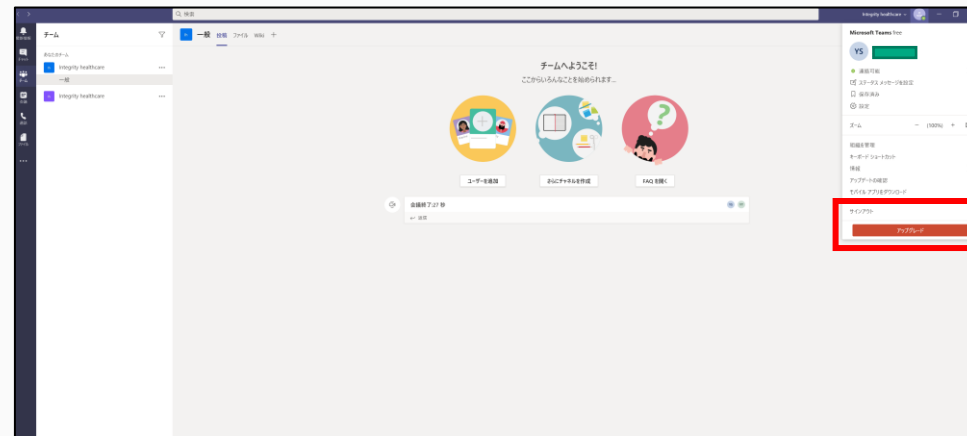 検索
Integrity healthcare
チーム
あなたのチーム
Integrity healthcare
一般
Integrity healthcare
一般 投稿 ファイル Wiki +
チームへようこそ!
ここからいろんなことを始められます...
ユーザーを追加
さらにチャネルを作成
FAQ を開く
会議終了:27 秒
返信
Microsoft Teams free
YS
連絡可能
ステータス メッセージを設定
保存済み
設定
ズーム - (100%) +
組織を管理
キーボード ショートカット
情報
アップデートの確認
モバイル アプリをダウンロード
サインアウト
アップグレード